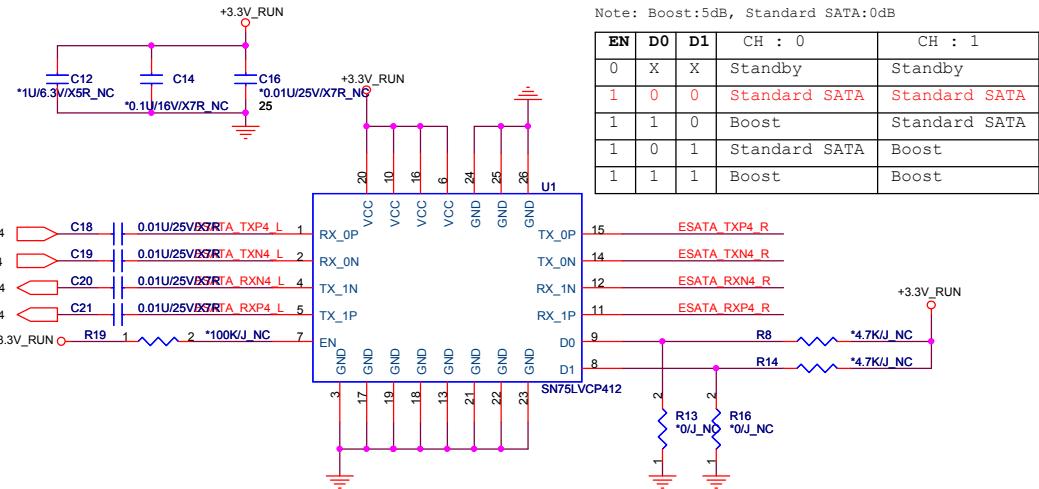 Note: Boost:5dB, Standard SATA:0dB
EN D0 D1 CH : 0 CH : 1
0 X X Standby Standby
1 0 0 Standard SATA Standard SATA
1 1 0 Boost Standard SATA
1 0 1 Standard SATA Boost
1 1 1 Boost Boost
+3.3V_RUN
C12
*1U/6.3V/X5R_NC
C14
*0.1U/16V/X7R_NC
C16
*0.01U/25V/X7R_NC
25
+3.3V_RUN
U1
20 10 16 6 24 25 26
VCC VCC VCC VCC GND GND GND
4 C18 0.01U/25V/X7R ESATA_TXP4_L 1 RX_0P TX_0P 15 ESATA_TXP4_R
4 C19 0.01U/25V/X7R ESATA_TXN4_L 2 RX_0N TX_0N 14 ESATA_TXN4_R
4 C20 0.01U/25V/X7R ESATA_RXN4_L 4 TX_1N RX_1N 12 ESATA_RXN4_R
4 C21 0.01U/25V/X7R ESATA_RXP4_L 5 TX_1P RX_1P 11 ESATA_RXP4_R
3.3V_RUN R19 1 2 *100K/J_NC 7 EN D0 9 R8 *4.7K/J_NC
+3.3V_RUN
D1 8 R14 *4.7K/J_NC
GND GND GND GND GND GND GND
3 17 19 18 13 21 22 23
SN75LVCP412
2 R13 *0/J_NC 1
2 R16 *0/J_NC 1